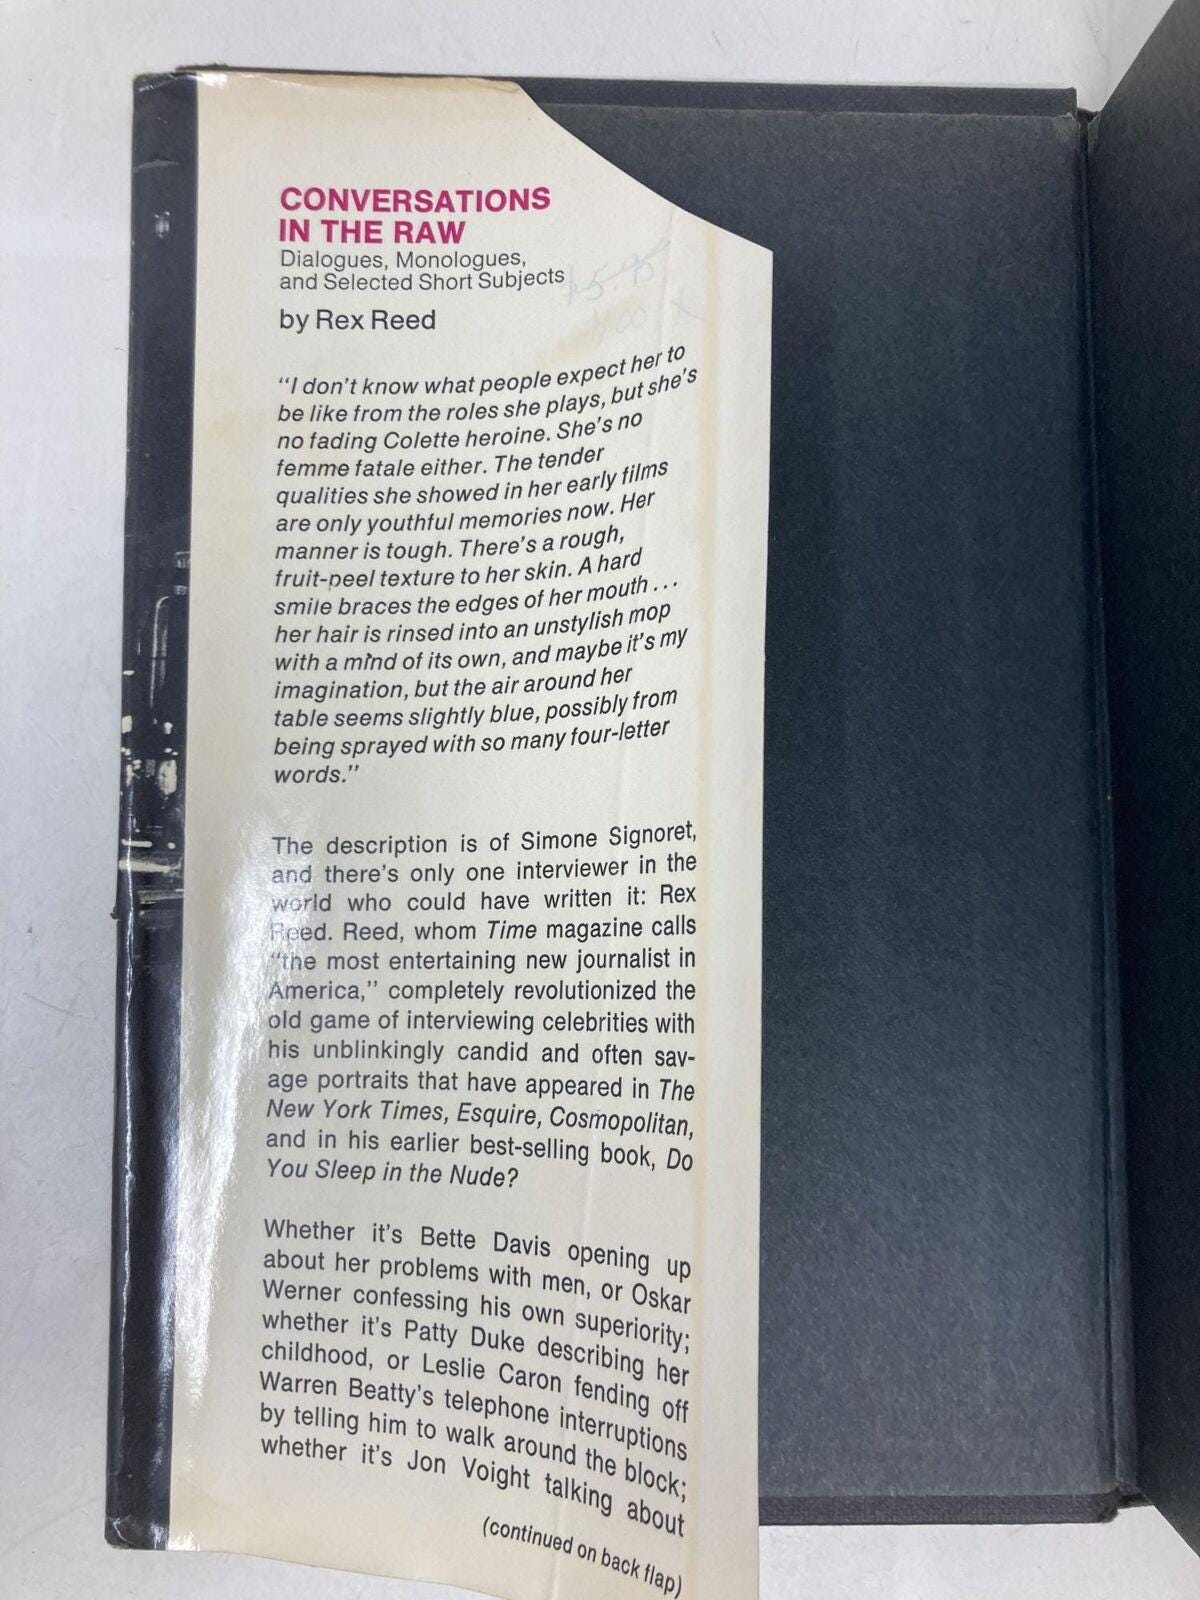 CONVERSATIONS
IN THE RAW
Dialogues, Monologues,
and Selected Short Subjects
$5.95
by Rex Reed
"I don't know what people expect her to
be like from the roles she plays, but she's
no fading Colette heroine. She's no
femme fatale either. The tender
qualities she showed in her early films
are only youthful memories now. Her
manner is tough. There's a rough,
fruit-peel texture to her skin. A hard
smile braces the edges of her mouth ...
her hair is rinsed into an unstylish mop
with a mind of its own, and maybe it's my
imagination, but the air around her
table seems slightly blue, possibly from
being sprayed with so many four-letter
words."
The description is of Simone Signoret,
and there's only one interviewer in the
world who could have written it: Rex
Reed. Reed, whom Time magazine calls
"the most entertaining new journalist in
America," completely revolutionized the
old game of interviewing celebrities with
his unblinkingly candid and often sav-
age portraits that have appeared in The
New York Times, Esquire, Cosmopolitan,
and in his earlier best-selling book, Do
You Sleep in the Nude?
Whether it's Bette Davis opening up
about her problems with men, or Oskar
Werner confessing his own superiority;
whether it's Patty Duke describing her
childhood, or Leslie Caron fending off
Warren Beatty's telephone interruptions
by telling him to walk around the block;
whether it's Jon Voight talking about
(continued on back flap)